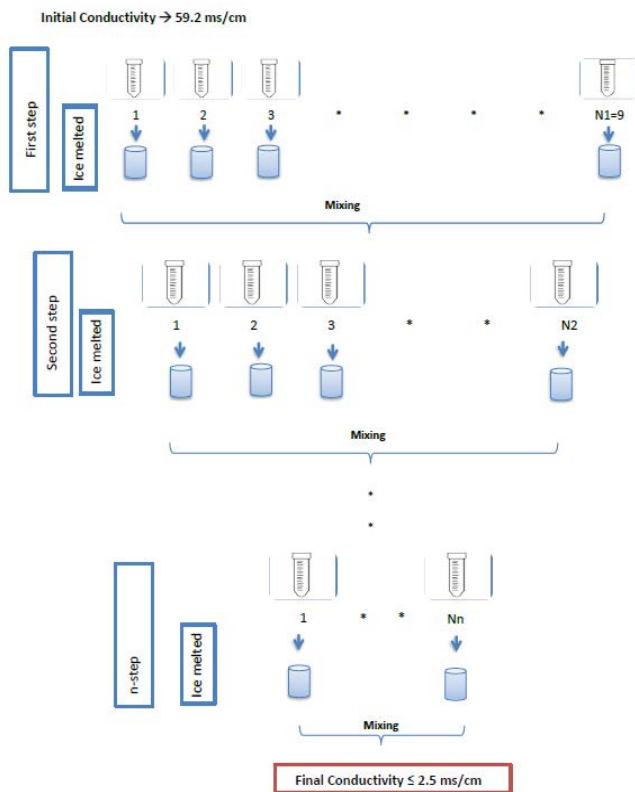 Initial Conductivity → 59.2 ms/cm
First step
Ice melted
1 2 3 * * * * N1=9
Mixing
Second step
Ice melted
1 2 3 * * N2
Mixing
*
*
n-step
Ice melted
1 * * Nn
Mixing
Final Conductivity ≤ 2.5 ms/cm